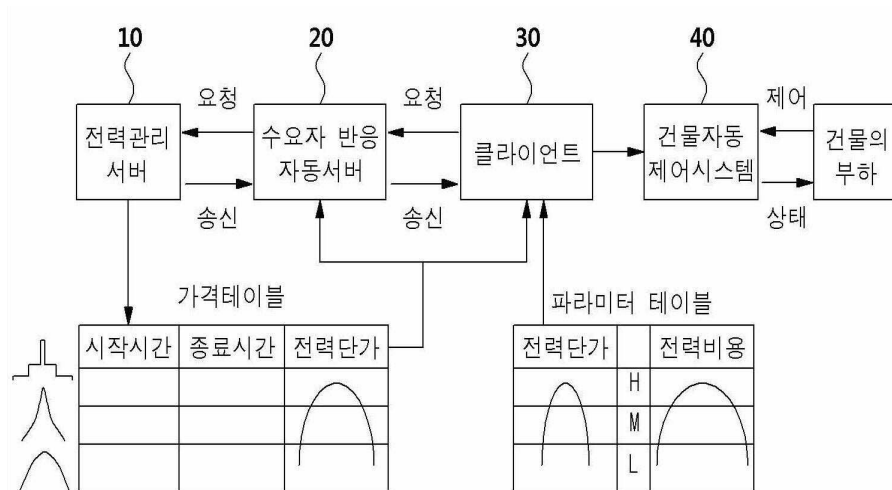 10
20
30
40
요청
요청
제어
전력관리
서버
수요자 반응
자동서버
클라이언트
건물자동
제어시스템
건물의
부하
송신
송신
상태
가격테이블
파라미터 테이블
시작시간 종료시간 전력단가
전력단가 전력비용
H
M
L